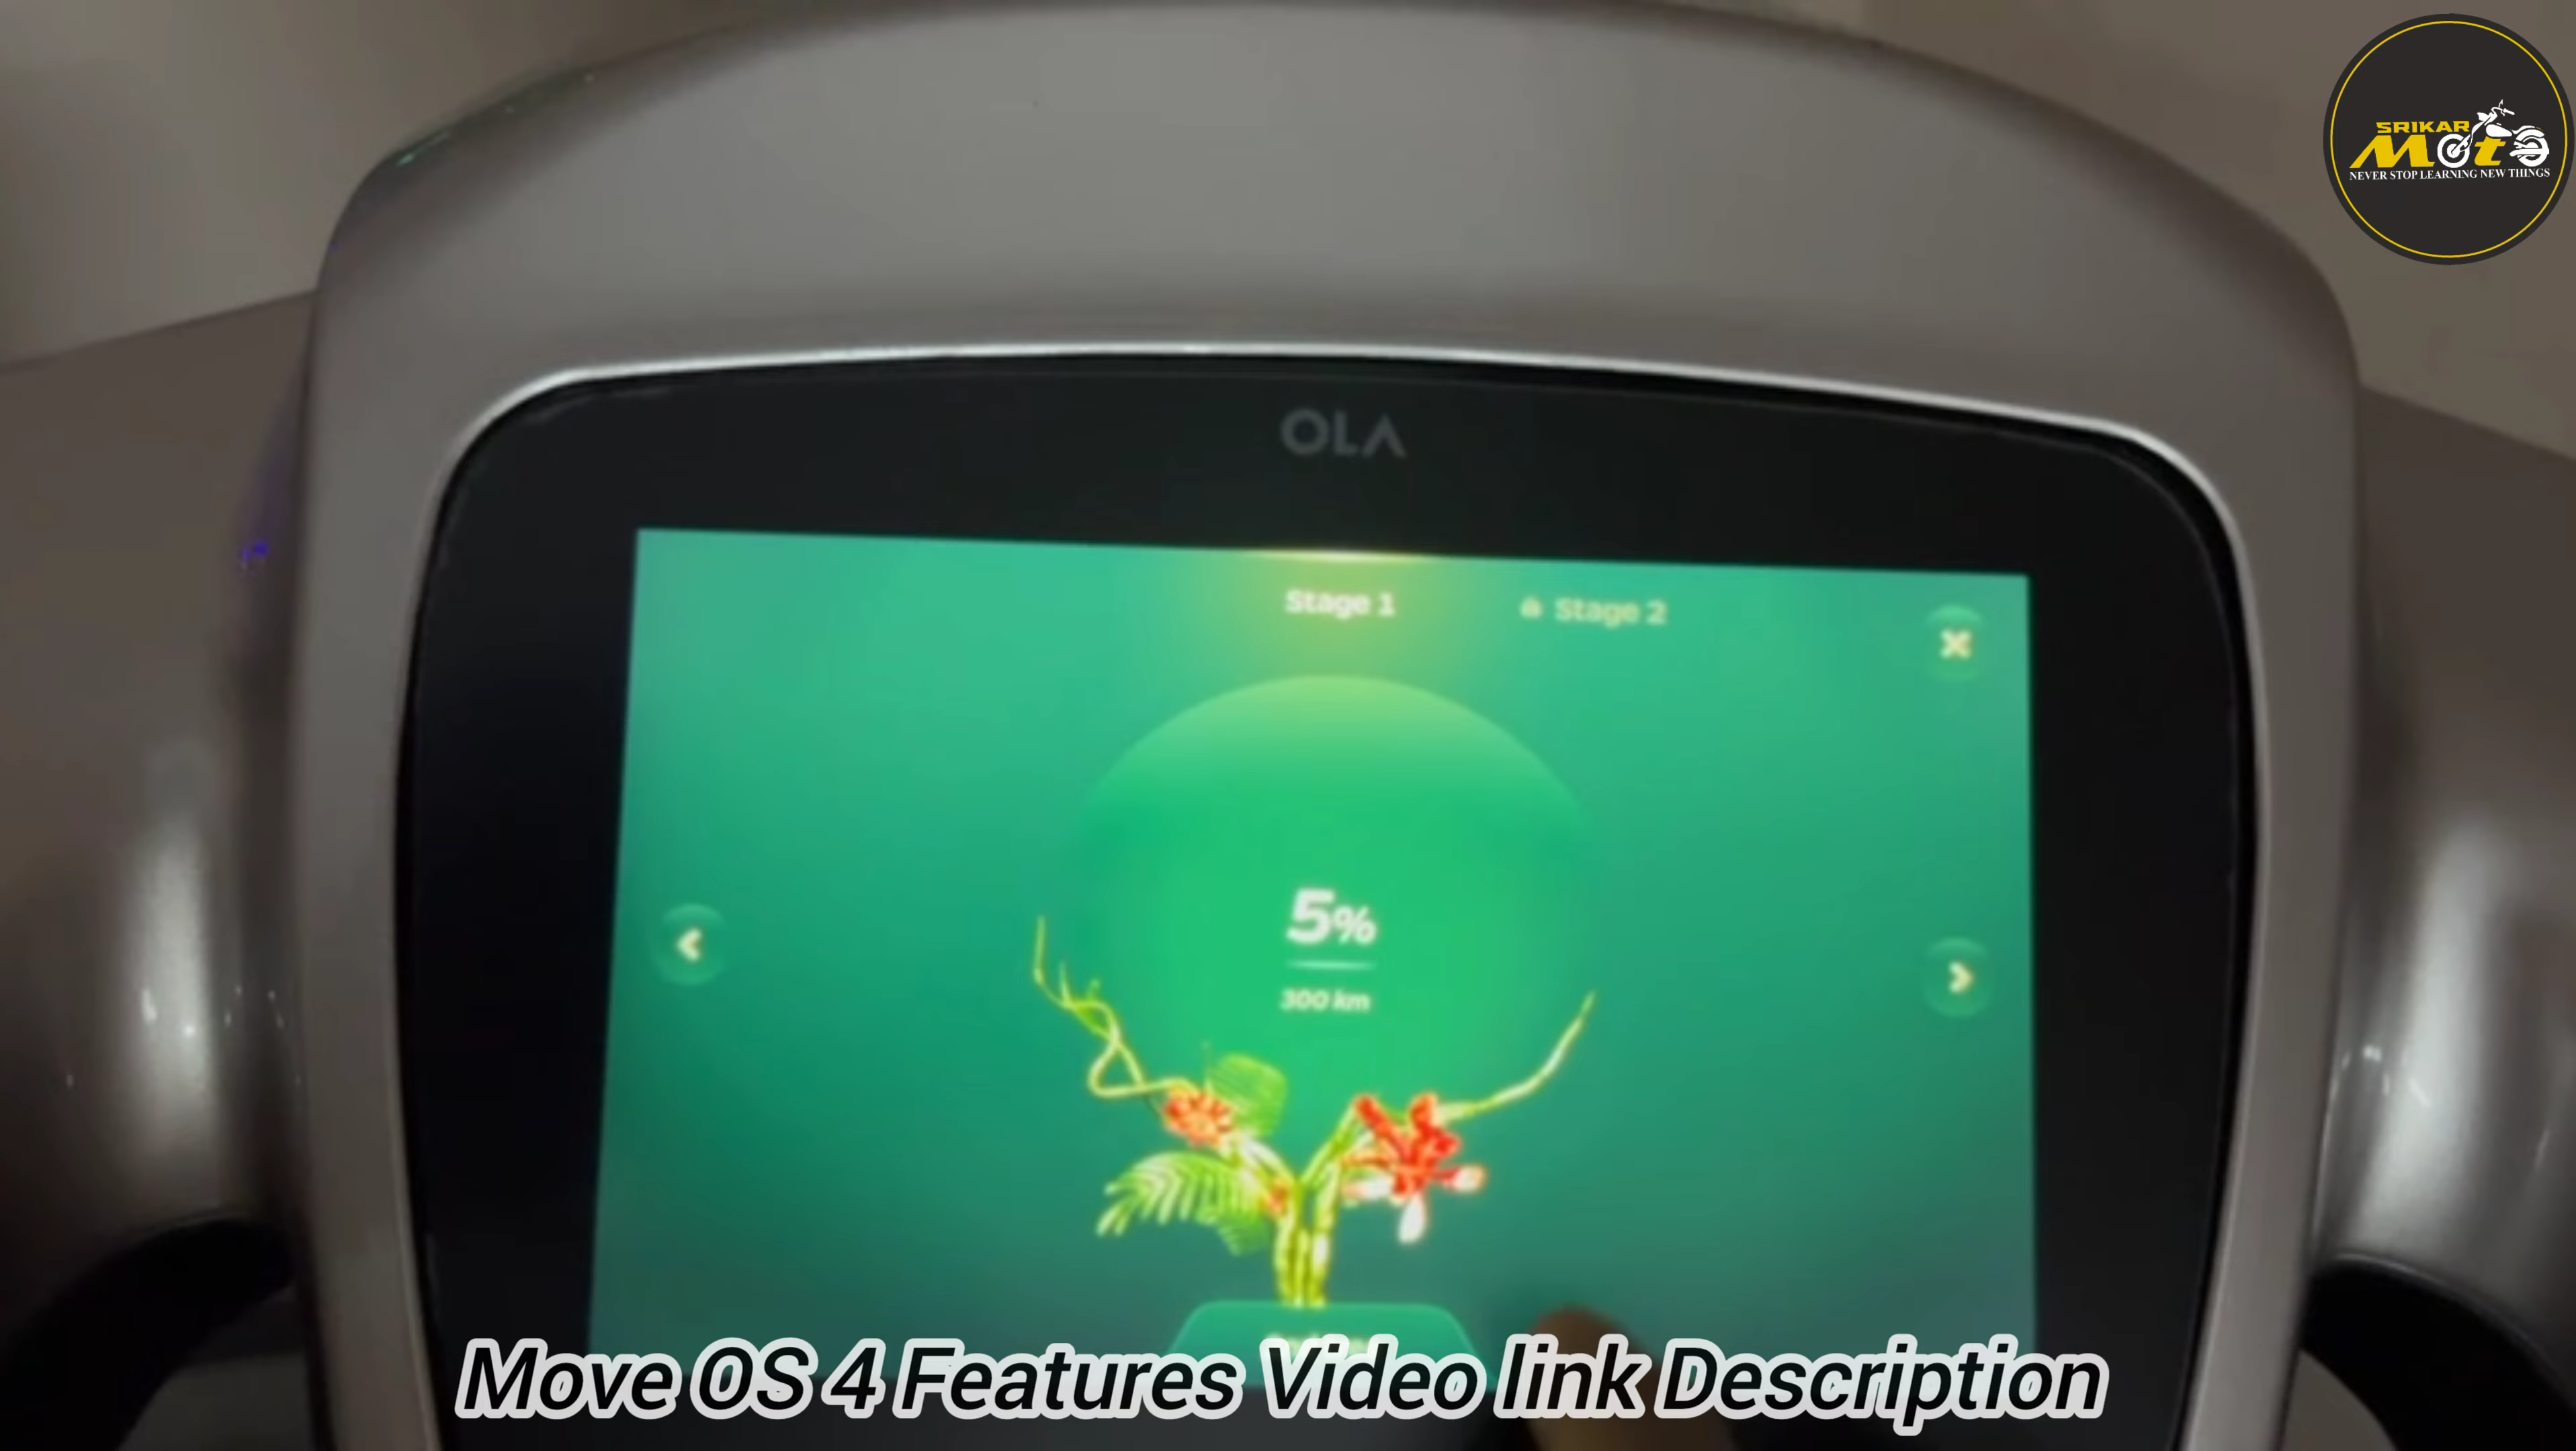 SRIKAR
Moto
NEVER STOP LEARNING NEW THINGS
OLA
Stage 1
Stage 2
5%
300 km
Move OS 4 Features Video link Description